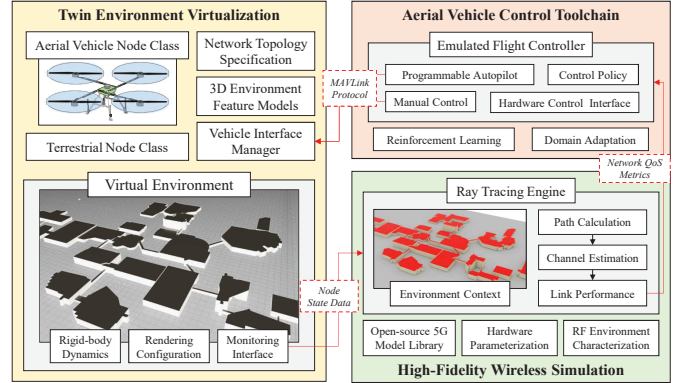 Twin Environment Virtualization
Aerial Vehicle Node Class
Network Topology
Specification
3D Environment
Feature Models
Terrestrial Node Class
Vehicle Interface
Manager
Virtual Environment
Rigid-body
Dynamics
Rendering
Configuration
Monitoring
Interface
MAVLink
Protocol
Node
State Data
Aerial Vehicle Control Toolchain
Emulated Flight Controller
Programmable Autopilot
Control Policy
Manual Control
Hardware Control Interface
Reinforcement Learning
Domain Adaptation
Network QoS
Metrics
Ray Tracing Engine
Environment Context
Path Calculation
Channel Estimation
Link Performance
Open-source 5G
Model Library
Hardware
Parameterization
RF Environment
Characterization
High-Fidelity Wireless Simulation